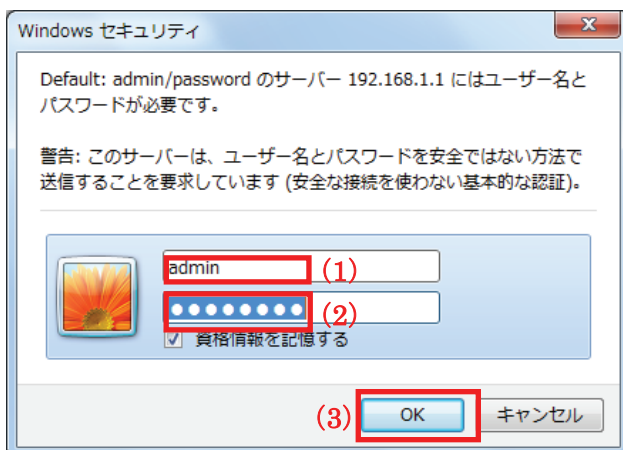 Windows セキュリティ
Default: admin/password のサーバー 192.168.1.1 にはユーザー名と
パスワードが必要です。
警告: このサーバーは、ユーザー名とパスワードを安全ではない方法で
送信することを要求しています (安全な接続を使わない基本的な認証)。
admin (1)
●●●●●●●● (2)
資格情報を記憶する
(3) OK キャンセル